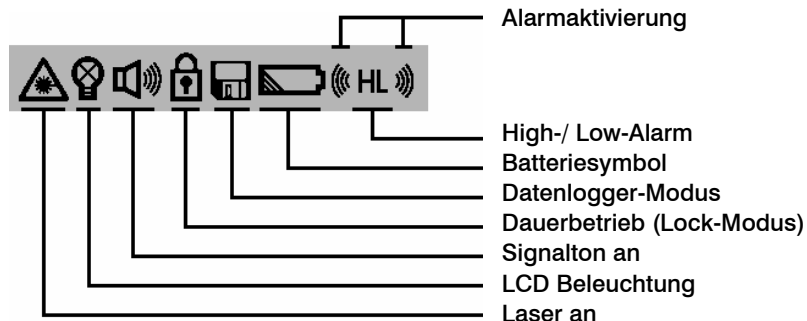 Alarmaktivierung
HL
High-/ Low-Alarm
Batteriesymbol
Datenlogger-Modus
Dauerbetrieb (Lock-Modus)
Signalton an
LCD Beleuchtung
Laser an